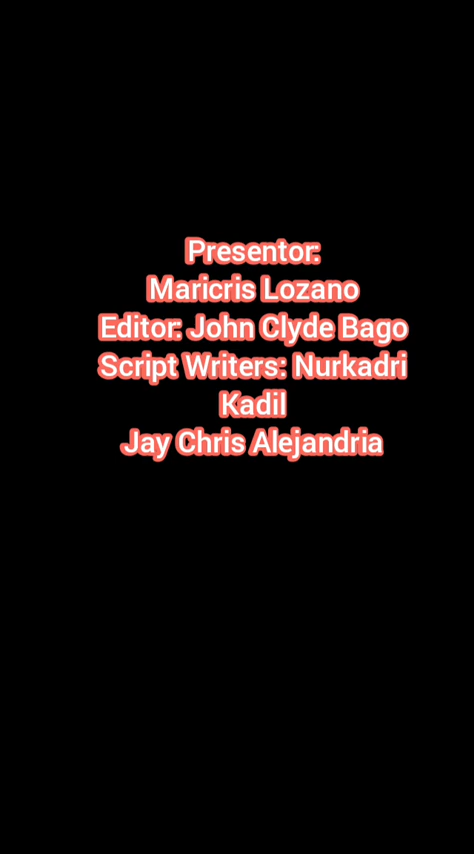 Presentor:
Maricris Lozano
Editor: John Clyde Bago
Script Writers: Nurkadri
Kadil
Jay Chris Alejandria